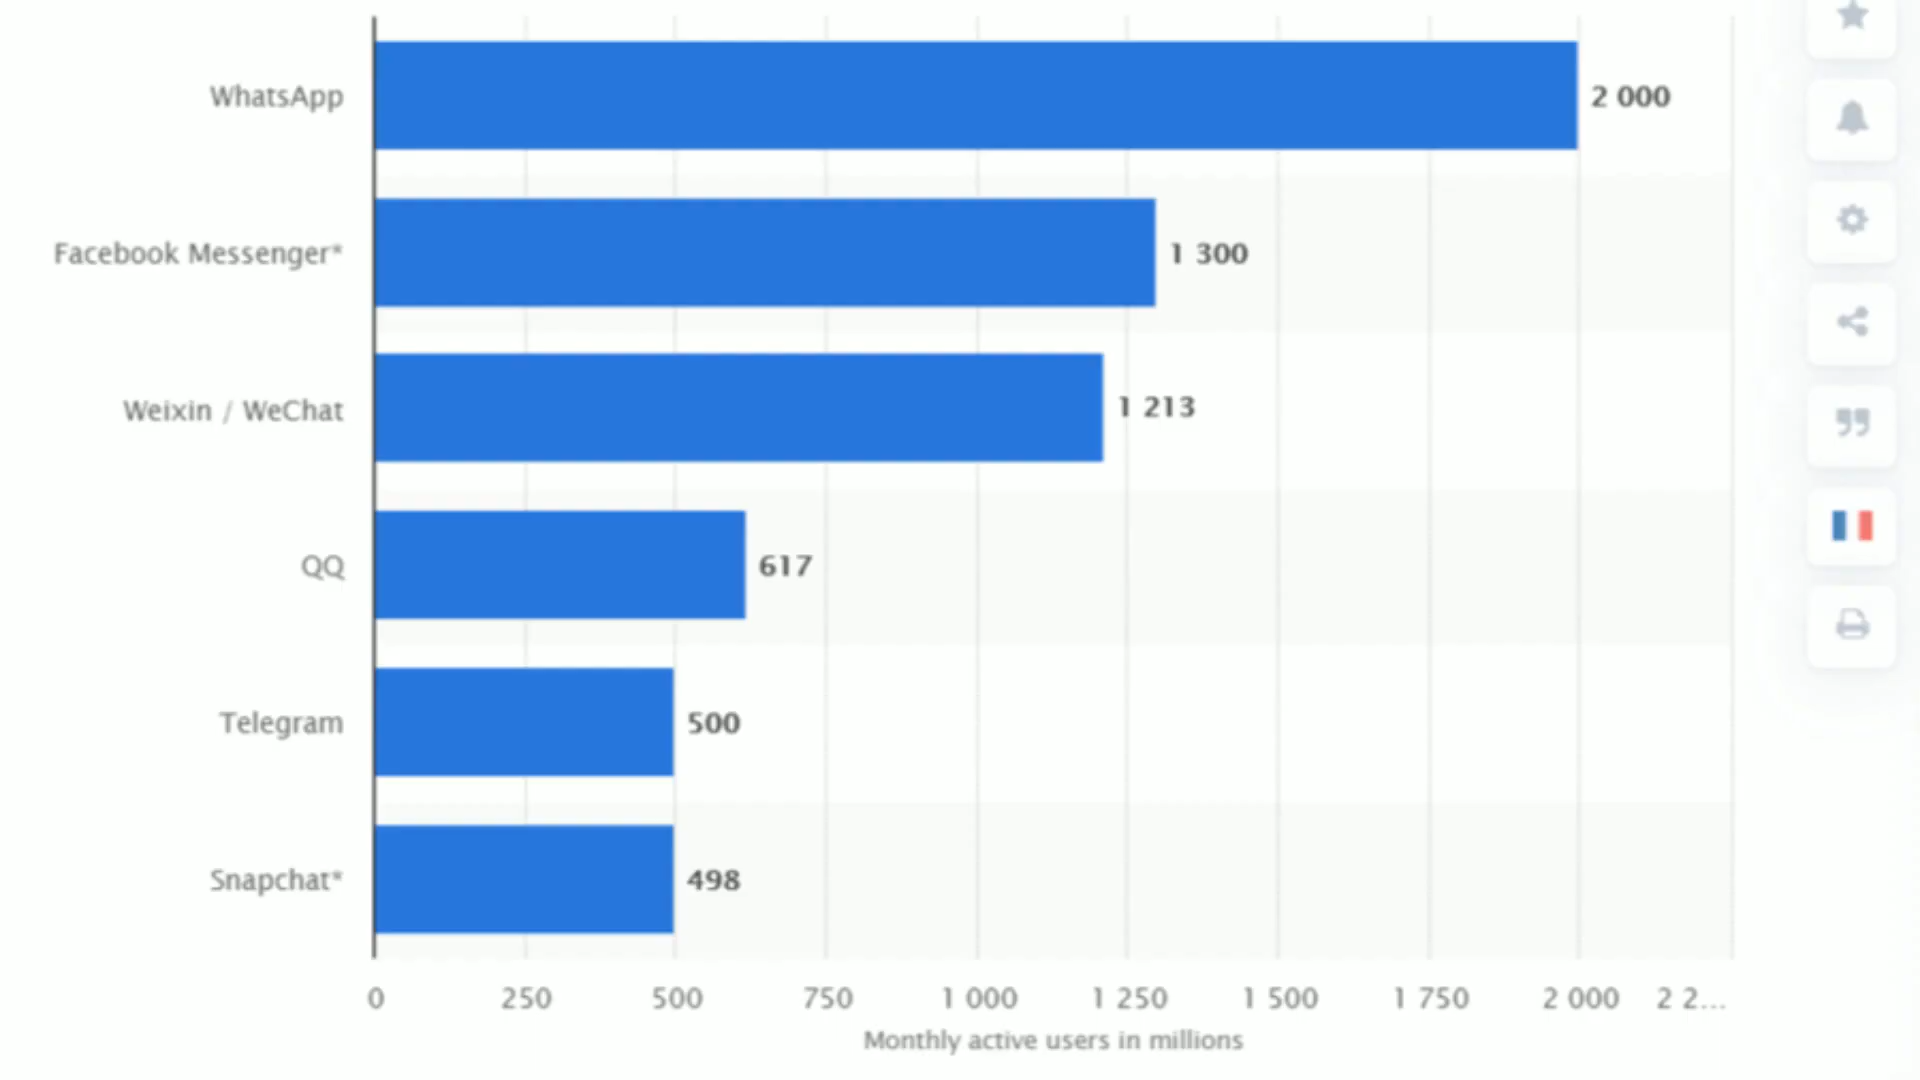 WhatsApp
2 000
Facebook Messenger*
1 300
Weixin / WeChat
1 213
QQ
617
Telegram
500
Snapchat*
498
0 250 500 750 1 000 1 250 1 500 1 750 2 000 2 2...
Monthly active users in millions